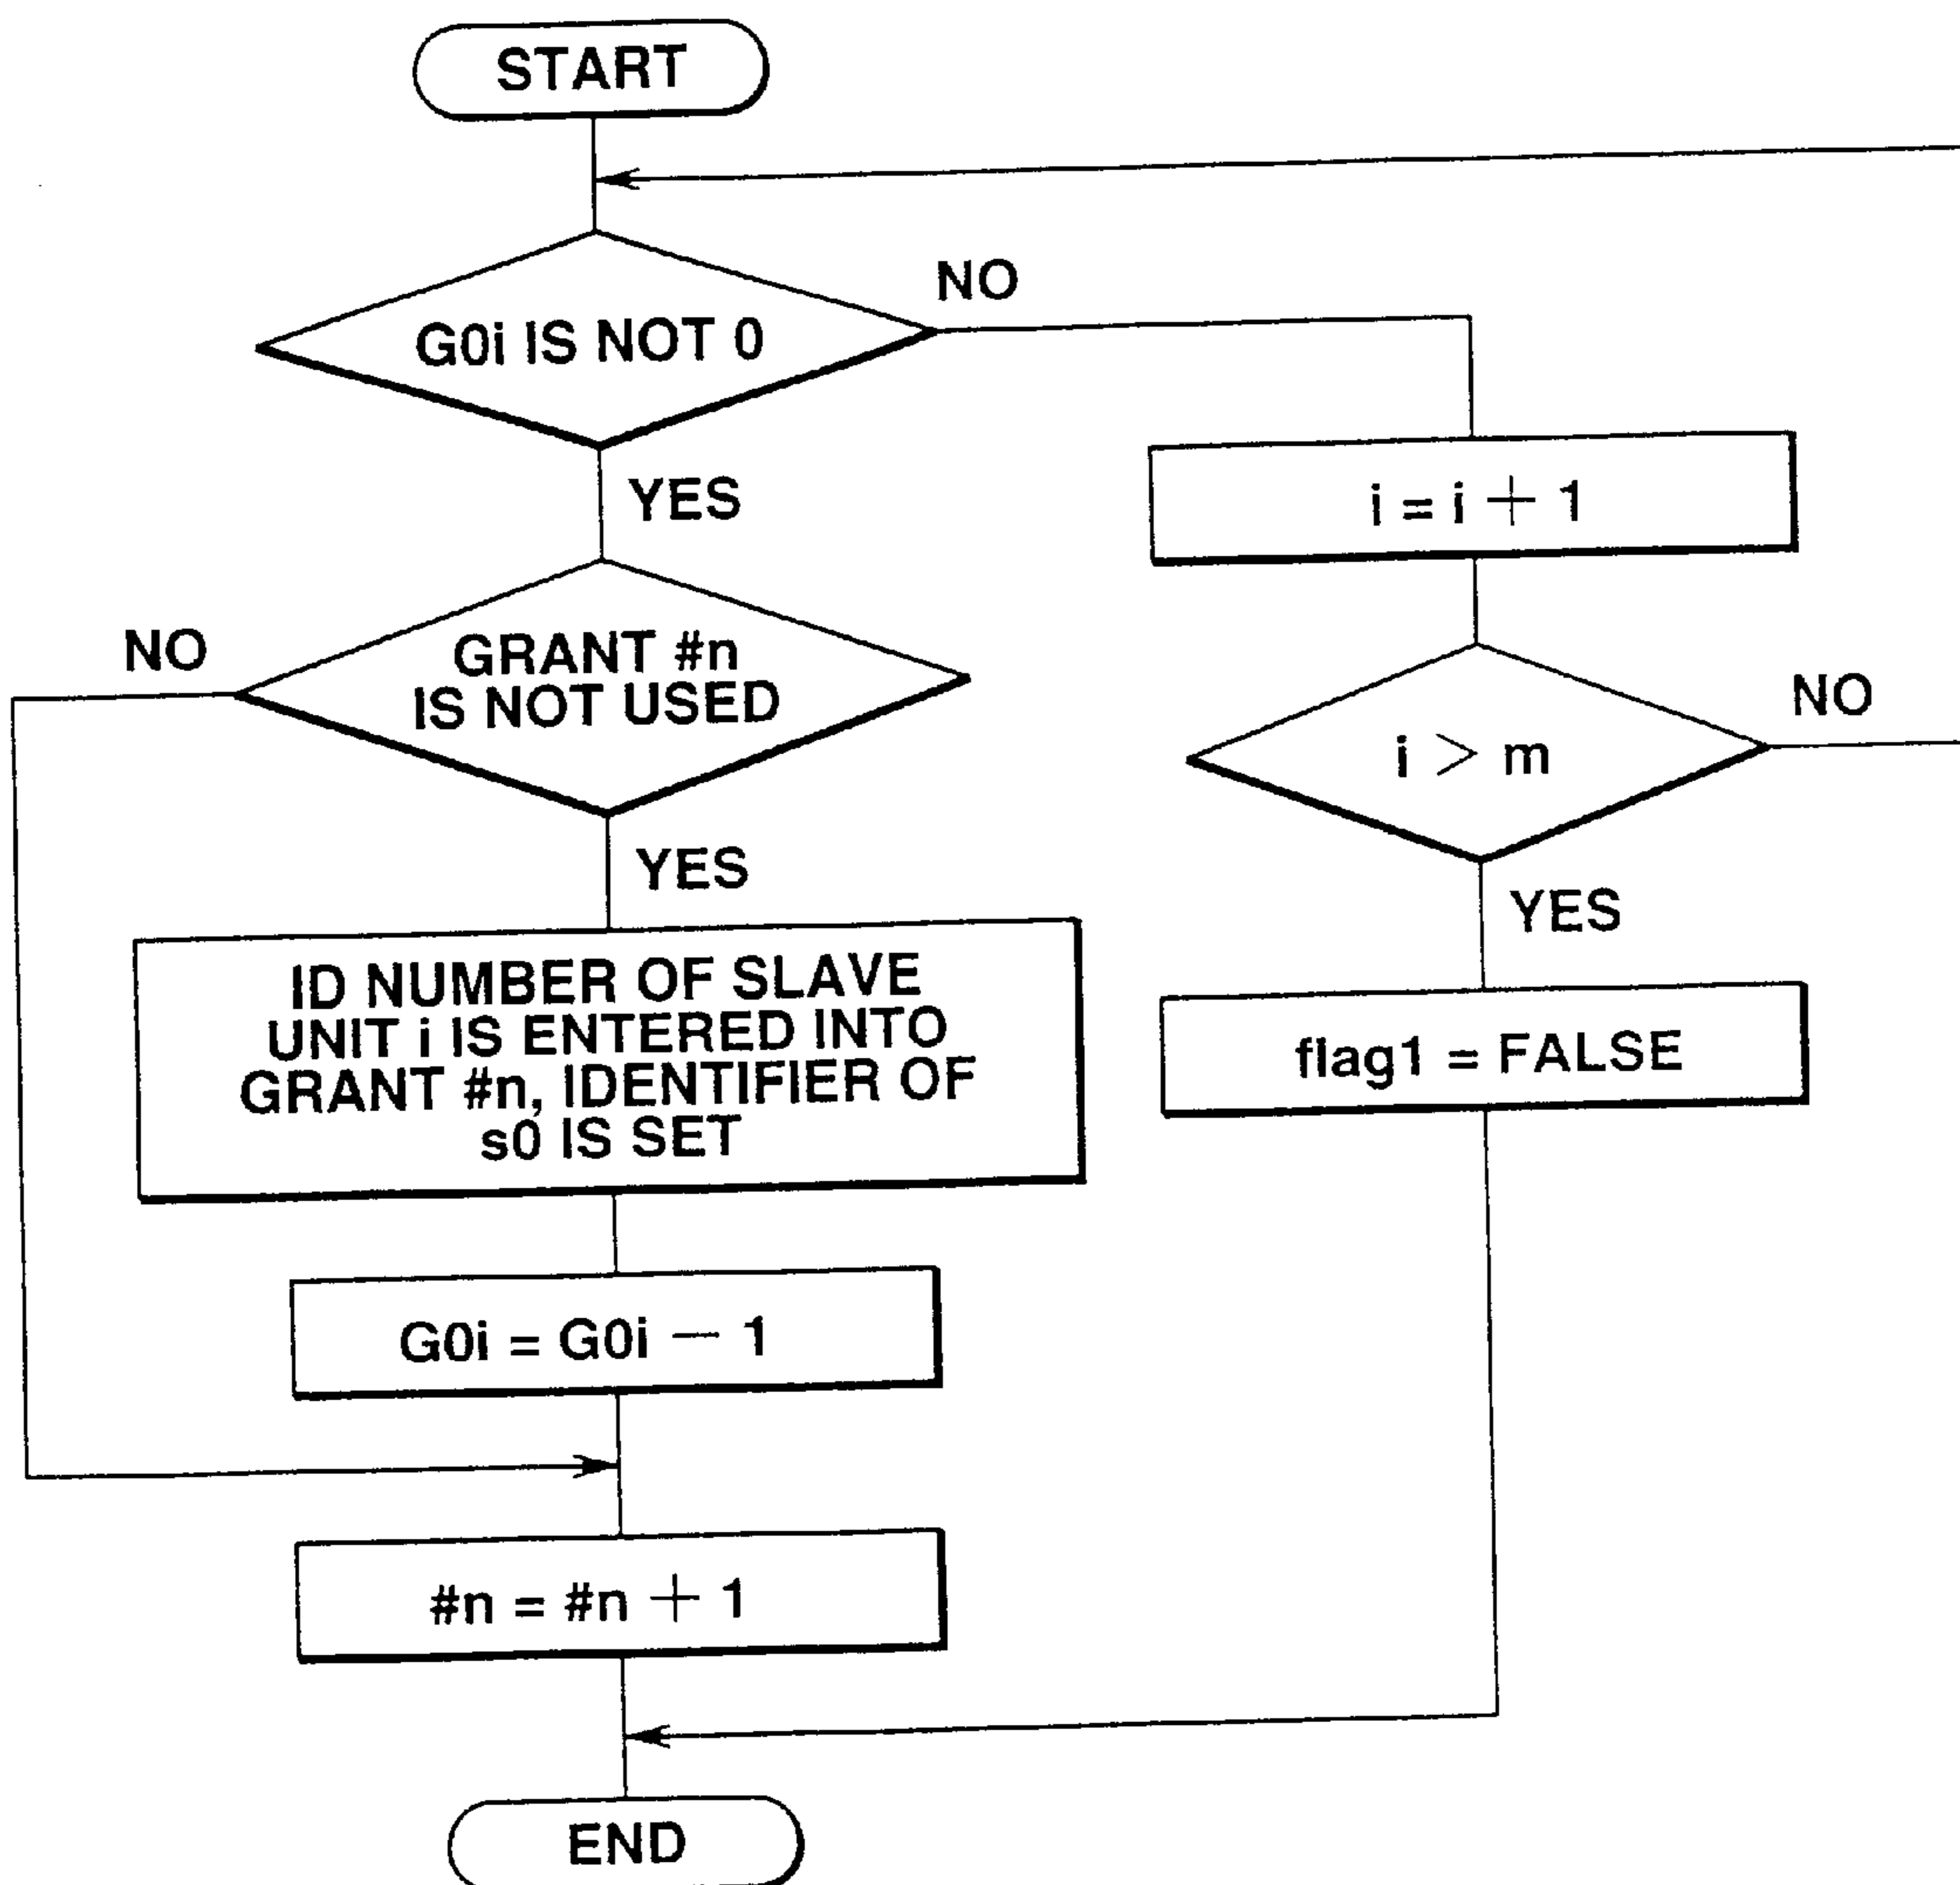 START
G0i IS NOT 0
NO
YES
i = i + 1
GRANT #n
IS NOT USED
NO
YES
i > m
NO
YES
ID NUMBER OF SLAVE
UNIT i IS ENTERED INTO
GRANT #n, IDENTIFIER OF
s0 IS SET
flag1 = FALSE
G0i = G0i — 1
#n = #n + 1
END